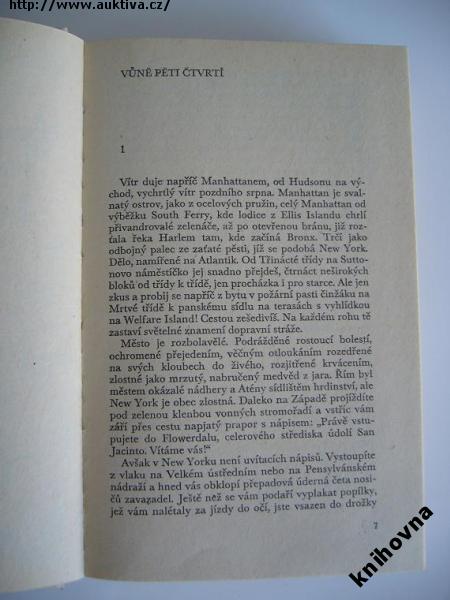 http://www.auktiva.cz/
VŮNĚ PĚTI ČTVRTÍ
1
Vítr duje napříč Manhattanem, od Hudsonu na vý-
chod, vychrtlý vítr pozdního srpna. Manhattan je sval-
natý ostrov, jako z ocelových pružin, celý Manhattan od
výběžku South Ferry, kde lodice z Ellis Islandu chrlí
přivandrovalé zelenáče, až po otevřenou bránu, již roz-
ťala řeka Harlem tam, kde začíná Bronx. Trčí jako
odbojný palec ze zaťaté pěsti, jíž se podobá New York.
Dělo, namířené na Atlantik. Od Třinácté třídy na Sutto-
novo náměstíčko jej snadno přejdeš, čtrnáct neširokých
bloků od třídy k třídě, jen procházka i pro starce. Ale jen
zkus a probij se napříč z bytu v požární pasti činžáku na
Mrtvé třídě k panskému sídlu na terasách s vyhlídkou
na Welfare Island! Cestou zešedivíš. Na každém rohu tě
zastaví světelné znamení dopravní stráže.
Město je rozbolavělé. Podrážděné rostoucí bolestí,
ochromené přejedením, věčným otloukáním rozedřené
na svých kloubech do živého, rozjitřené krvácením,
zlostné jako mrzutý, nabručený medvěd z jara. Řím byl
městem okázalé nádhery a Atény sídlištěm hrdinství, ale
New York je obec zlostná. Daleko na Západě projíždíte
pod zelenou klenbou vonných stromořadí a vstříc vám
září přes cestu napjatý prapor s nápisem: „Právě vstu-
pujete do Flowerdalu, celerového střediska údolí San
Jacinto. Vítáme vás!“
Avšak v New Yorku není uvítacích nápisů. Vystoupíte
z vlaku na Velkém ústředním nebo na Pensylvánském
nádraží a hned vás obklopí přepadová úderná četa nosi-
čů zavazadel. Ještě než se vám podaří vyplakat popílky,
jež vám nalétaly za jízdy do očí, jste vsazen do drožky
7
knihovna